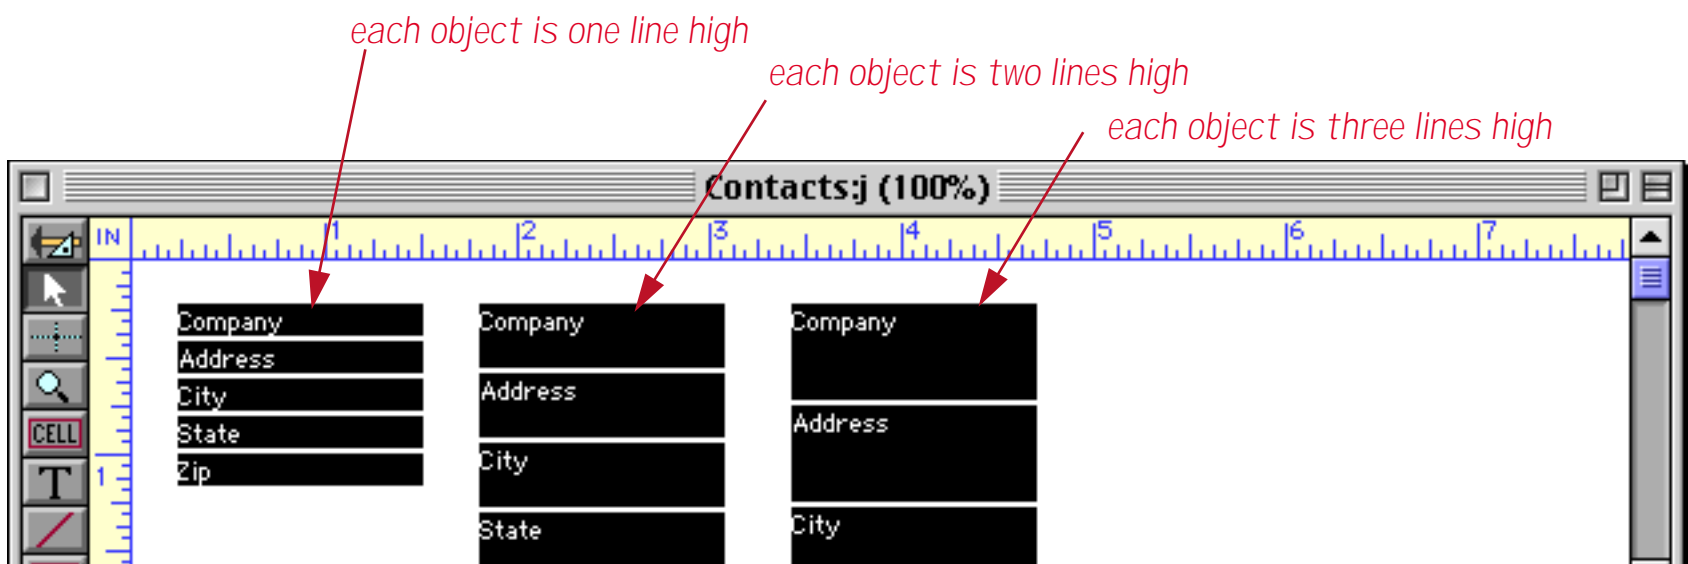 each object is one line high
each object is two lines high
each object is three lines high
Contacts:j (100%)
IN 1 2 3 4 5 6 7
Company Company Company
Address
Address Address
City
CELL State
City
1 Zip
T
State City